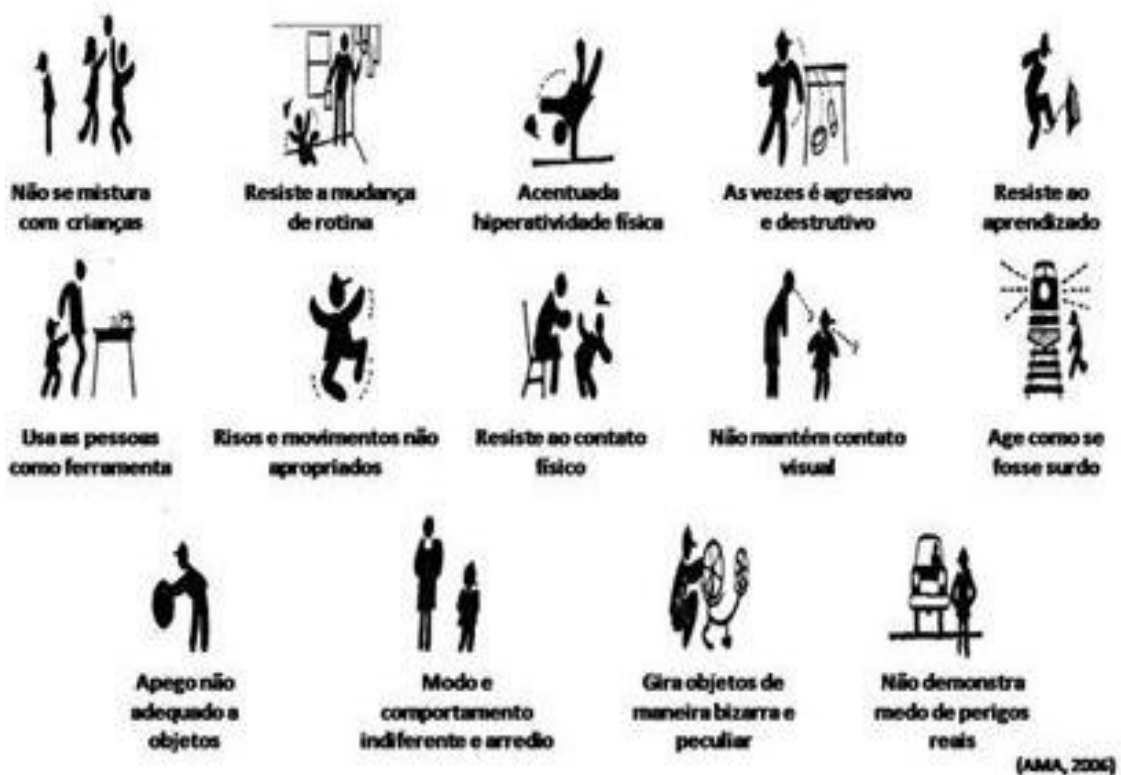 Não se mistura
com crianças
Resiste a mudança
de rotina
Acentuada
hiperatividade física
As vezes é agressivo
e destrutivo
Resiste ao
aprendizado
Usa as pessoas
como ferramenta
Risos e movimentos não
apropriados
Resiste ao contato
físico
Não mantém contato
visual
Age como se
fosse surdo
Apego não
adequado a
objetos
Modo e
comportamento
indiferente e arredio
Gira objetos de
maneira bizarra e
peculiar
Não demonstra
medo de perigos
reais
(AMA, 2006)